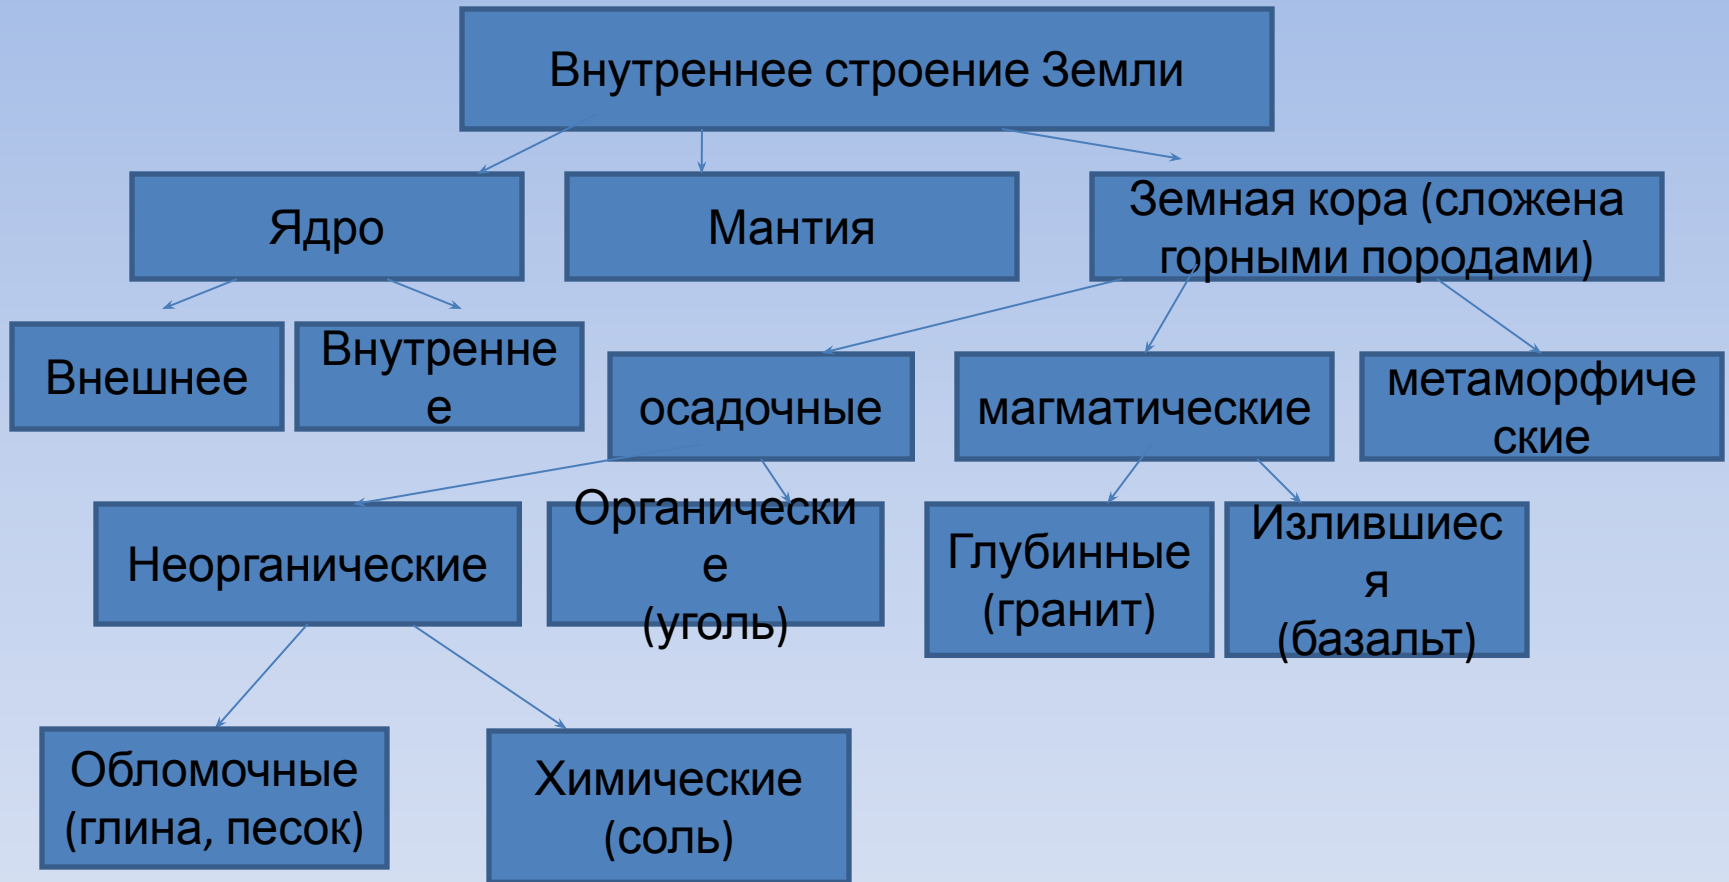 Внутреннее строение Земли
Ядро
Мантия
Земная кора (сложена
горными породами)
Внешнее
Внутренне
е
осадочные
магматические
метаморфиче
ские
Неорганические
Органически
е
(уголь)
Глубинные
(гранит)
Излившиес
я
(базальт)
Обломочные
(глина, песок)
Химические
(соль)